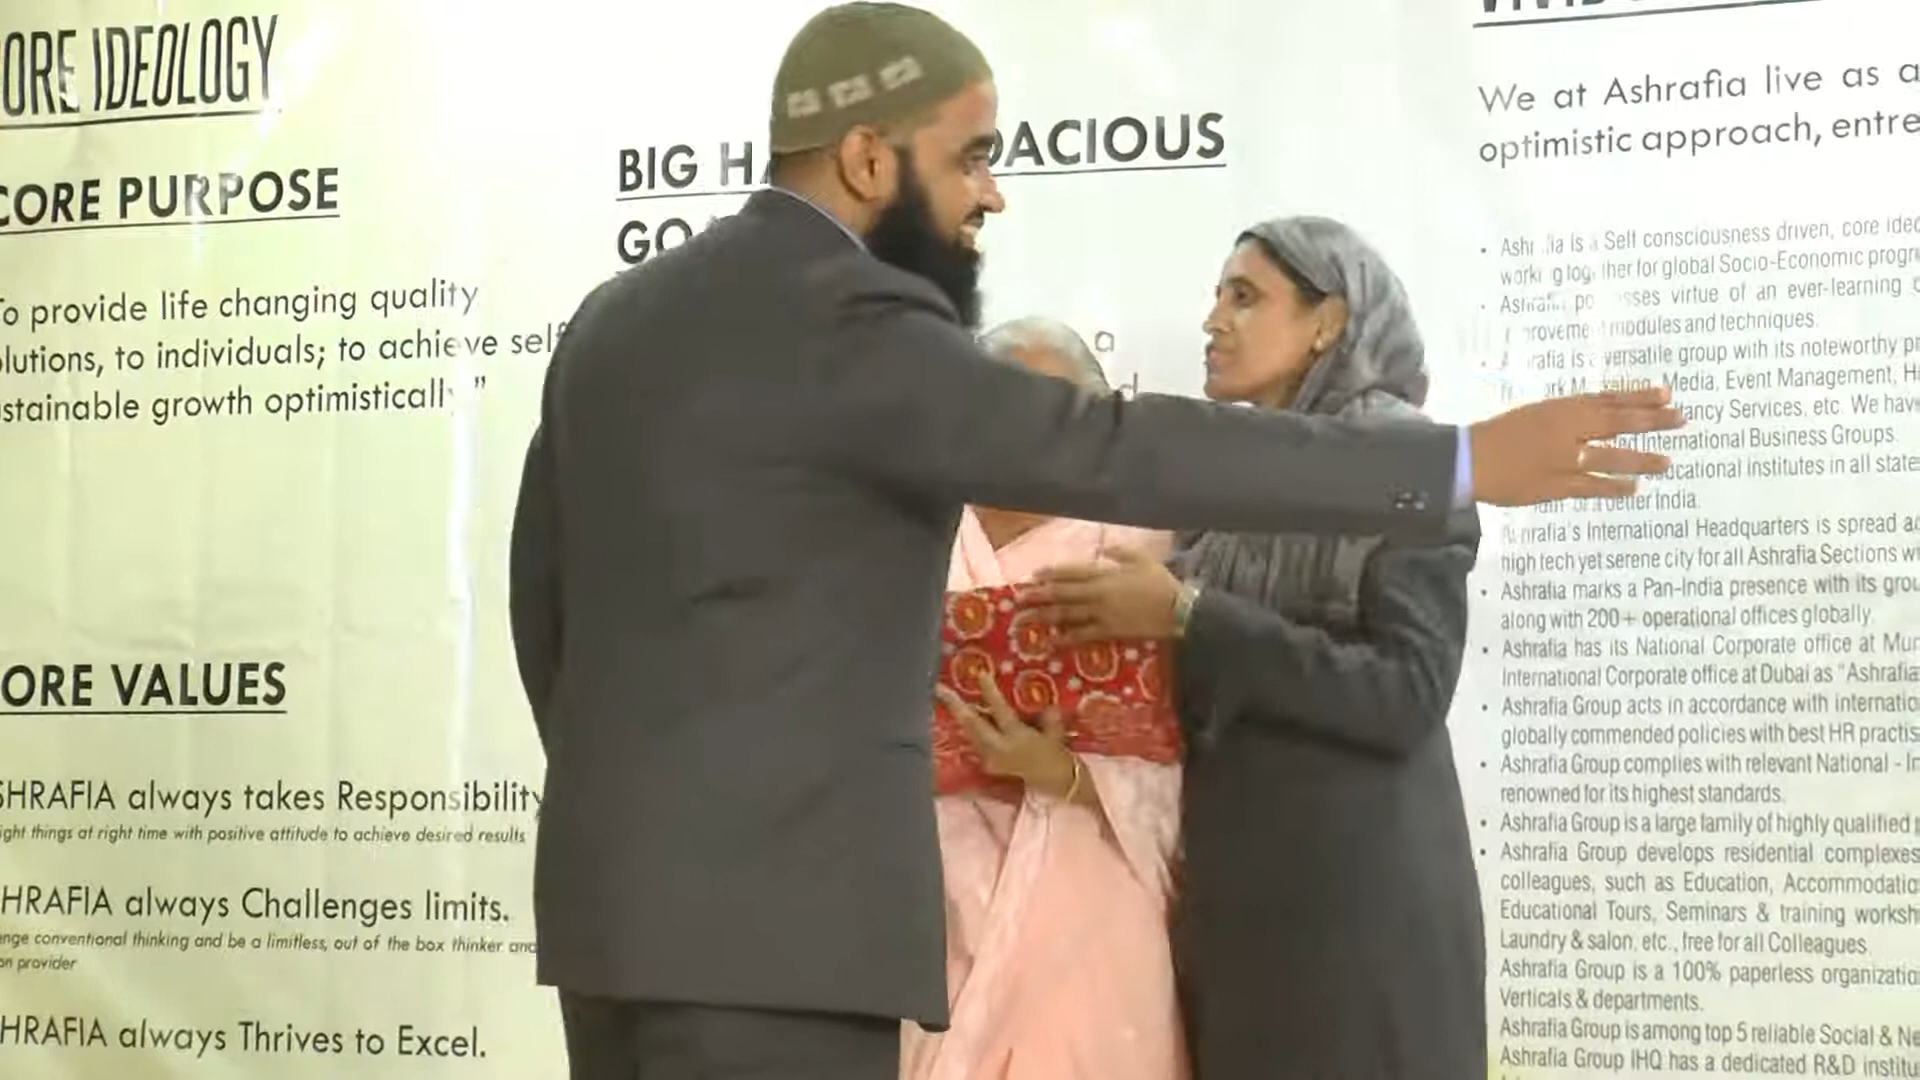 ORE IDEOLOGY
CORE PURPOSE
To provide life changing quality
olutions, to individuals; to achieve self
stainable growth optimistically ”
ORE VALUES
SHRAFIA always takes Responsibility
ight things at right time with positive attitude to achieve desired results
HRAFIA always Challenges limits.
nge conventional thinking and be a limitless, out of the box thinker and
on provider
HRAFIA always Thrives to Excel.
BIG HA DACIOUS
GO
a
d
We at Ashrafia live as a
optimistic approach, entre
• Ashrafia is a Self consciousness driven, core ideo
working together for global Socio-Economic progr
• Ashrafia possesses virtue of an ever-learning
modules and techniques.
• is a versatile group with its noteworthy pr
Media, Event Management, H
tancy Services, etc. We have
International Business Groups.
ucational institutes in all state
better India.
Ashrafia's International Headquarters is spread ac
high tech yet serene city for all Ashrafia Sections wi
• Ashrafia marks a Pan-India presence with its grou
along with 200+ operational offices globally.
• Ashrafia has its National Corporate office at Mum
International Corporate office at Dubai as “Ashrafia
• Ashrafia Group acts in accordance with internatio
globally commended policies with best HR practis
• Ashrafia Group complies with relevant National - In
renowned for its highest standards.
• Ashrafia Group is a large family of highly qualified p
• Ashrafia Group develops residential complexes
colleagues, such as Education, Accommodatio
Educational Tours, Seminars & training worksh
Laundry & salon, etc., free for all Colleagues.
Ashrafia Group is a 100% paperless organizatio
Verticals & departments.
Ashrafia Group is among top 5 reliable Social & Ne
Ashrafia Group IHQ has a dedicated R&D institu